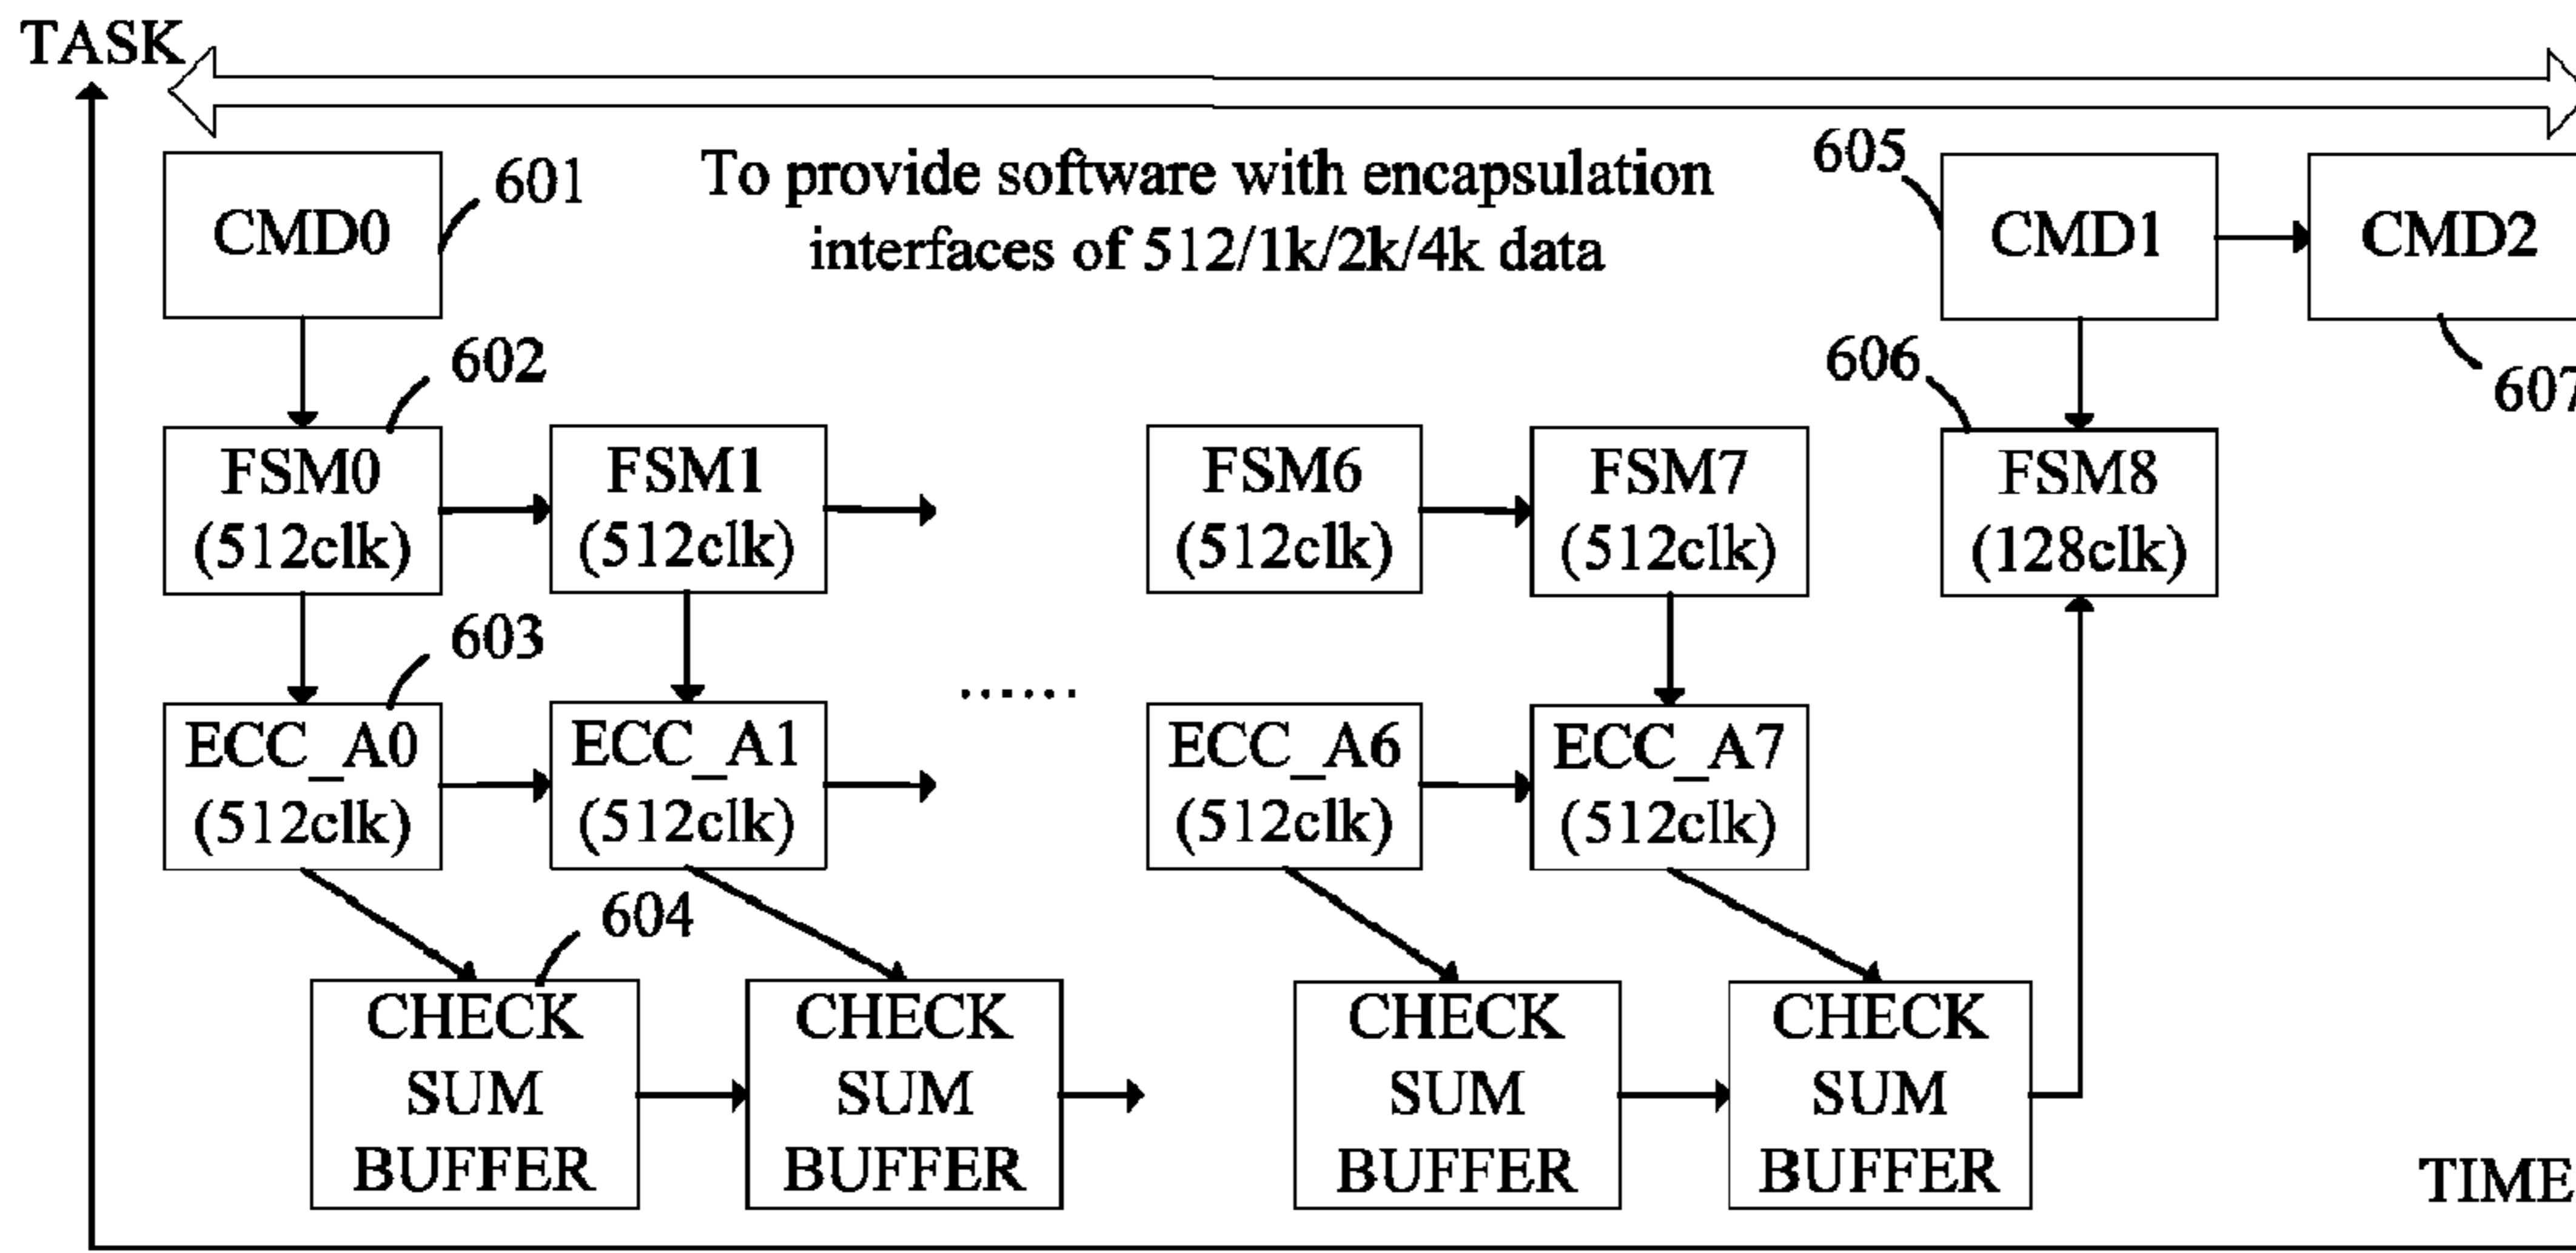 TASK
601
To provide software with encapsulation
interfaces of 512/1k/2k/4k data
605
CMD0
CMD1
CMD2
602
606
607
FSM0
(512clk)
FSM1
(512clk)
FSM6
(512clk)
FSM7
(512clk)
FSM8
(128clk)
603
ECC_A0
(512clk)
ECC_A1
(512clk)
......
ECC_A6
(512clk)
ECC_A7
(512clk)
604
CHECK
SUM
BUFFER
CHECK
SUM
BUFFER
CHECK
SUM
BUFFER
CHECK
SUM
BUFFER
TIME